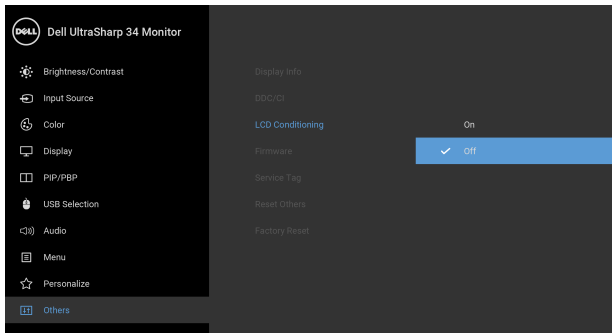 DELL Dell UltraSharp 34 Monitor
Brightness/Contrast
Input Source
Color
Display
PIP/PBP
USB Selection
Audio
Menu
Personalize
Others
Display Info
DDC/CI
LCD Conditioning
Firmware
Service Tag
Reset Others
Factory Reset
On
Off